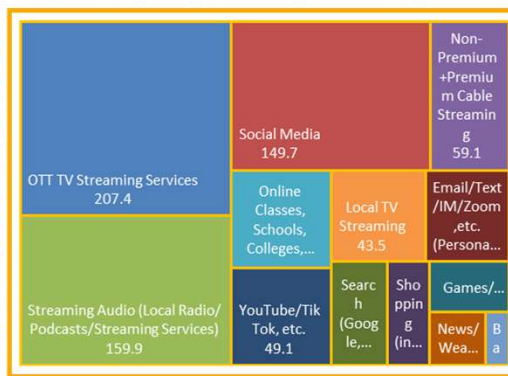 OTT TV Streaming Services
207.4
Streaming Audio (Local Radio/
Podcasts/Streaming Services)
159.9
Social Media
149.7
Non-
Premium
+Premiu
m Cable
Streamin
g
59.1
Online
Classes,
Schools,
Colleges,...
Local TV
Streaming
43.5
Email/Text
/IM/Zoom
,etc.
(Persona...
YouTube/Tik
Tok, etc.
49.1
Searc
h
(Goog
le,...
Sho
ppin
g
(in...
Games/...
News/
Wea...
Ba